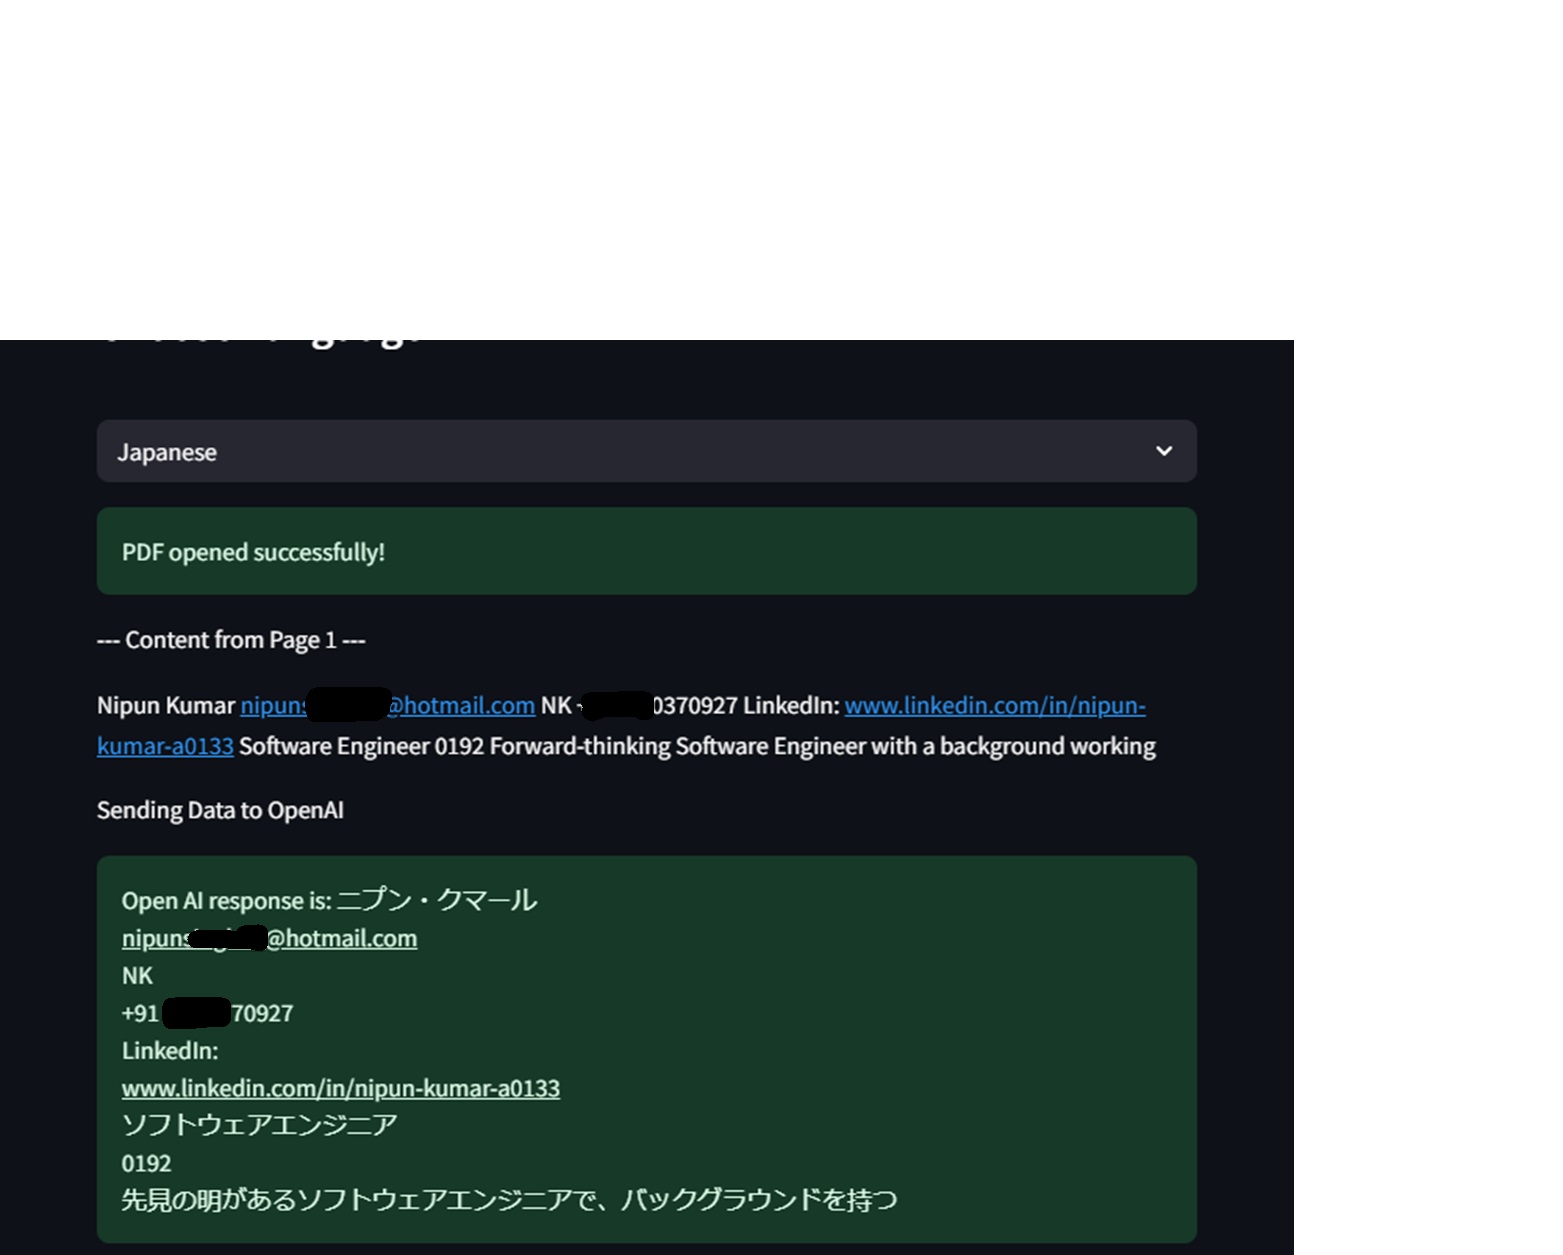 Japanese
PDF opened successfully!
--- Content from Page 1 ---
Nipun Kumar nipuns @hotmail.com NK 0370927 LinkedIn: www.linkedin.com/in/nipun-
kumar-a0133 Software Engineer 0192 Forward-thinking Software Engineer with a background working
Sending Data to OpenAI
Open AI response is: ニプン・クマール
nipuns @hotmail.com
NK
+91 70927
LinkedIn:
www.linkedin.com/in/nipun-kumar-a0133
ソフトウェアエンジニア
0192
先見の明があるソフトウェアエンジニアで、バックグラウンドを持つ